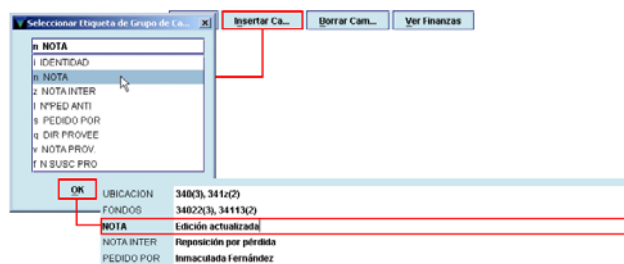 Seleccionar Etiqueta de Grupo de Ca...
Insertar Ca... Borrar Cam... Ver Finanzas
n NOTA
i IDENTIDAD
n NOTA
z NOTA INTER
l NºPED ANTI
s PEDIDO POR
q DIR PROVEE
v NOTA PROV.
f N SUSC PRO
OK
UBICACION 340(3), 341z(2)
FONDOS 34022(3), 34113(2)
NOTA Edición actualizada
NOTA INTER Reposición por pérdida
PEDIDO POR Inmaculada Fernández